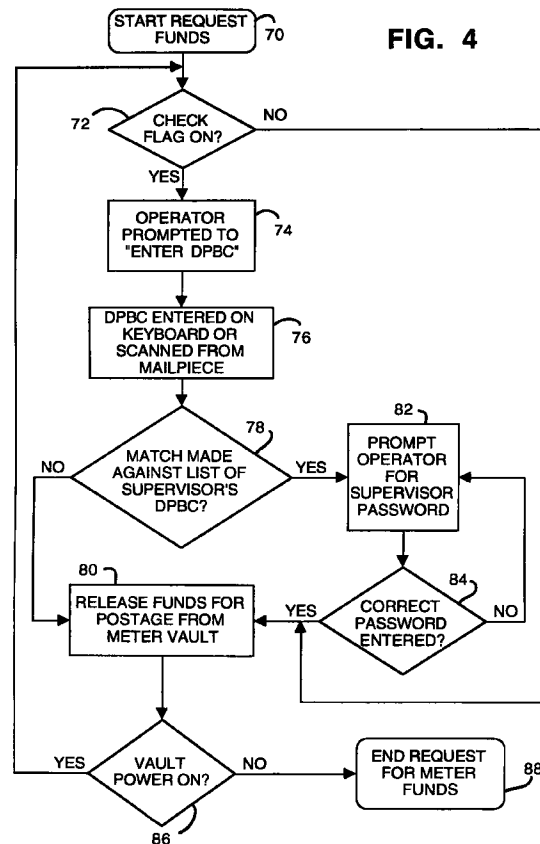 FIG. 4
START REQUEST
FUNDS
70
72
CHECK
FLAG ON?
NO
YES
OPERATOR
PROMPTED TO
"ENTER DPBC"
74
DPBC ENTERED ON
KEYBOARD OR
SCANNED FROM
MAILPIECE
76
78
MATCH MADE
AGAINST LIST OF
SUPERVISOR'S
DPBC?
NO
YES
82
PROMPT
OPERATOR
FOR
SUPERVISOR
PASSWORD
84
CORRECT
PASSWORD
ENTERED?
YES
NO
80
RELEASE FUNDS FOR
POSTAGE FROM
METER VAULT
VAULT
POWER ON?
YES
NO
86
END REQUEST
FOR METER
FUNDS
88